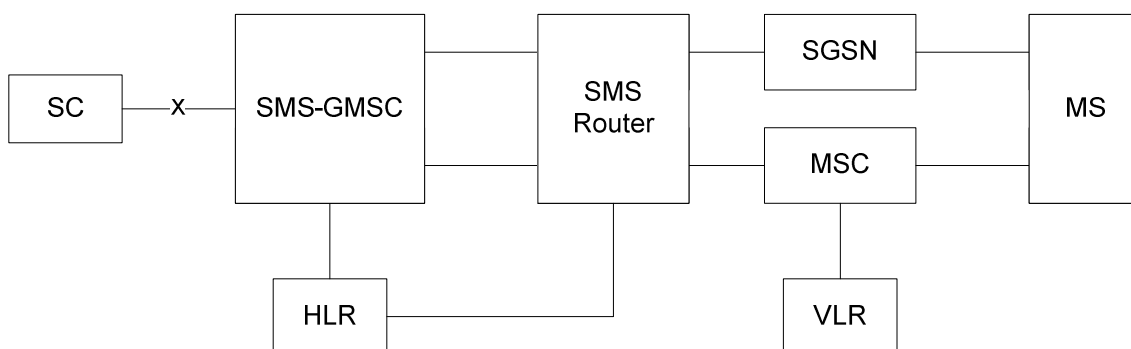 SC
x
SMS-GMSC
SMS
Router
SGSN
MSC
MS
HLR
VLR